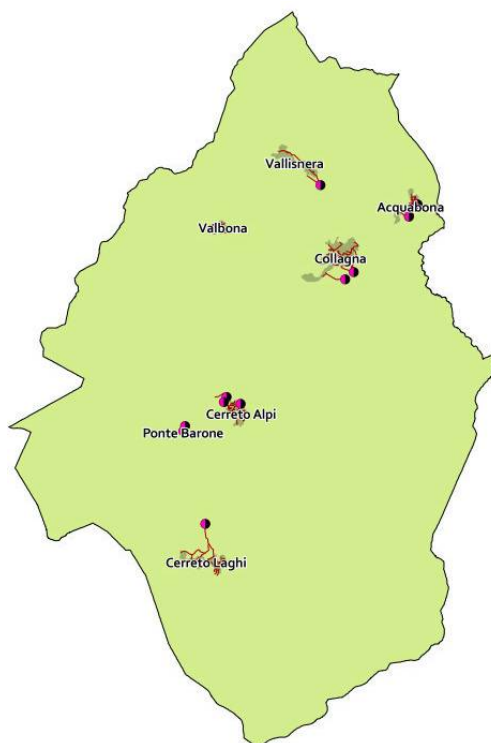 Vallisnera
Acquabona
Valbona
Collagna
Cerreto Alpi
Ponte Barone
Cerreto Laghi